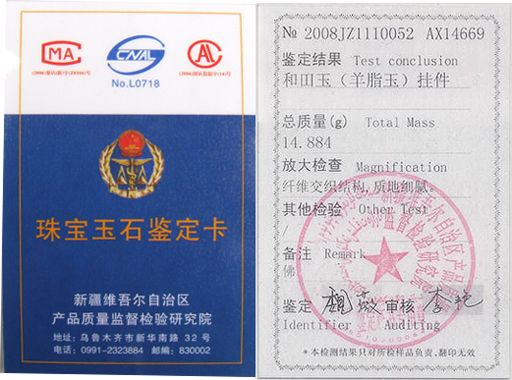 MA
CNAL
AL
No.L0718
珠宝玉石鉴定卡
新疆维吾尔自治区
产品质量监督检验研究院
地址：乌鲁木齐市新华南路 32 号
电话：0991-2323884 邮编：830002
№ 2008JZ1110052 AX14669
鉴定结果 Test conclusion
和田玉（羊脂玉）挂件
总质量(g) Total Mass
14.884
放大检查 Magnification
纤维交织结构，质地细腻。
其他检验 Other Test
/
备注 Remark
佛
鉴定 审核
Identifier Auditing
*本检测结果只对所检样品负责，翻印无效